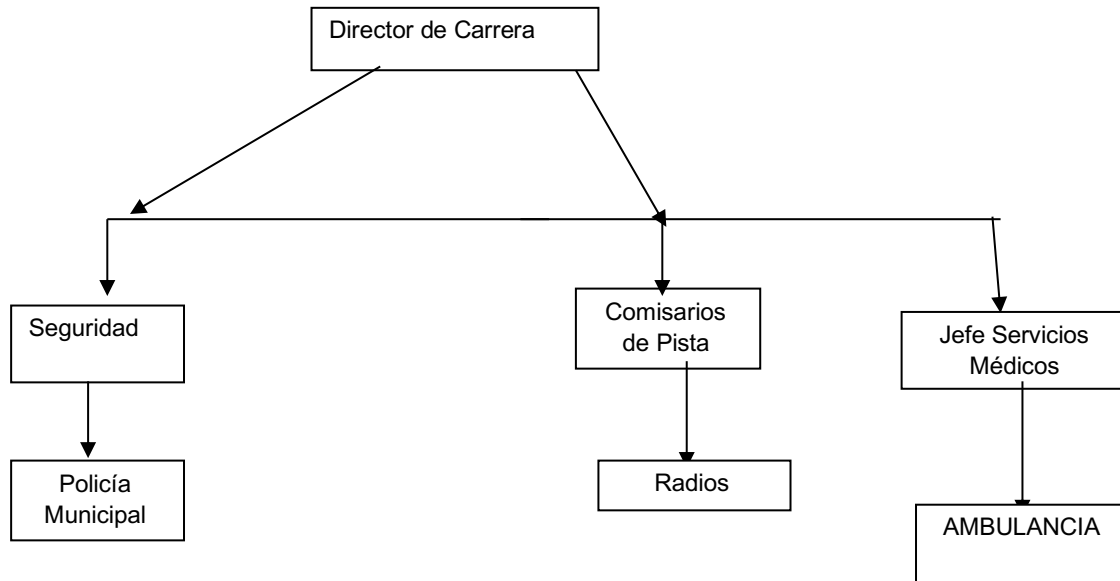 Director de Carrera
Seguridad
Comisarios
de Pista
Jefe Servicios
Médicos
Policía
Municipal
Radios
AMBULANCIA